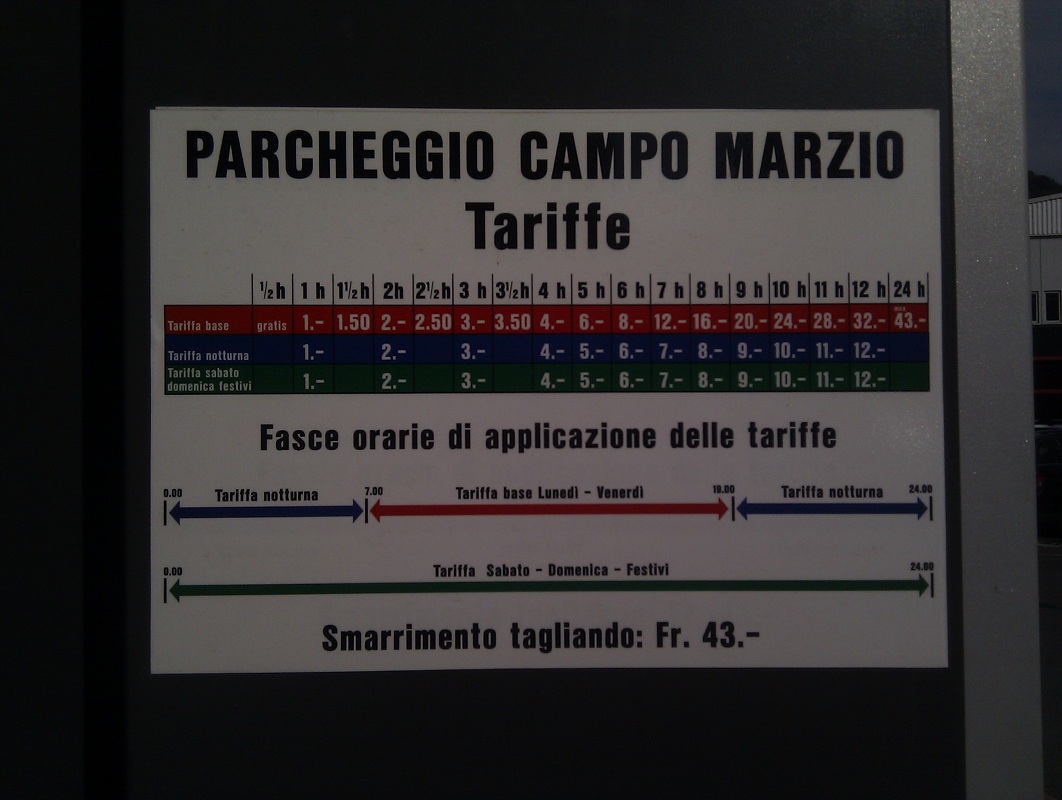 PARCHEGGIO CAMPO MARZIO
Tariffe
½ h 1 h 1½ h 2h 2½ h 3 h 3½ h 4 h 5 h 6 h 7 h 8 h 9 h 10 h 11 h 12 h 24 h
Tariffa base gratis 1.- 1.50 2.- 2.50 3.- 3.50 4.- 6.- 8.- 12.- 16.- 20.- 24.- 28.- 32.- 43.-
Tariffa notturna 1.- 2.- 3.- 4.- 5.- 6.- 7.- 8.- 9.- 10.- 11.- 12.-
Tariffa sabato
domenica festivi 1.- 2.- 3.- 4.- 5.- 6.- 7.- 8.- 9.- 10.- 11.- 12.-
Fasce orarie di applicazione delle tariffe
0.00 Tariffa notturna 7.00 Tariffa base Lunedì - Venerdì 19.00 Tariffa notturna 24.00
0.00 Tariffa Sabato - Domenica - Festivi 24.00
Smarrimento tagliando: Fr. 43.-